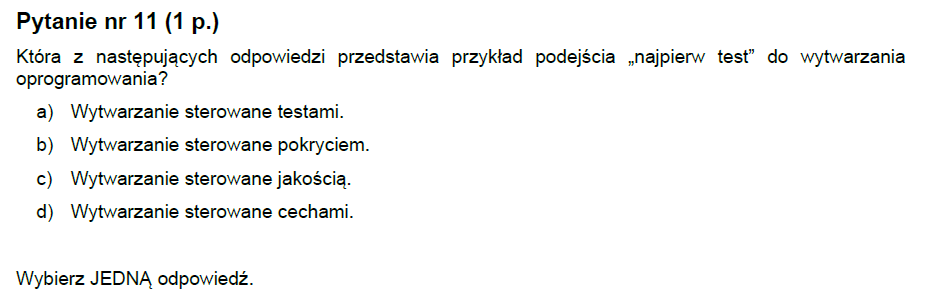 Pytanie nr 11 (1 p.)
Która z następujących odpowiedzi przedstawia przykład podejścia „najpierw test” do wytwarzania
oprogramowania?
a) Wytwarzanie sterowane testami.
b) Wytwarzanie sterowane pokryciem.
c) Wytwarzanie sterowane jakością.
d) Wytwarzanie sterowane cechami.
Wybierz JEDNĄ odpowiedź.